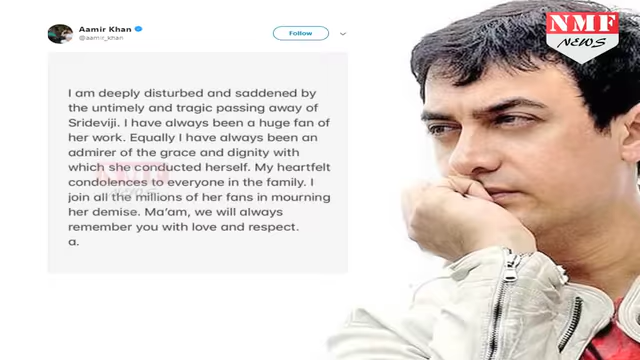 NMF
NEWS
Aamir Khan
@aamir_khan
Follow
I am deeply disturbed and saddened by
the untimely and tragic passing away of
Srideviji. I have always been a huge fan of
her work. Equally I have always been an
admirer of the grace and dignity with
which she conducted herself. My heartfelt
condolences to everyone in the family. I
join all the millions of her fans in mourning
her demise. Ma'am, we will always
remember you with love and respect.
a.
NMF
NEWS